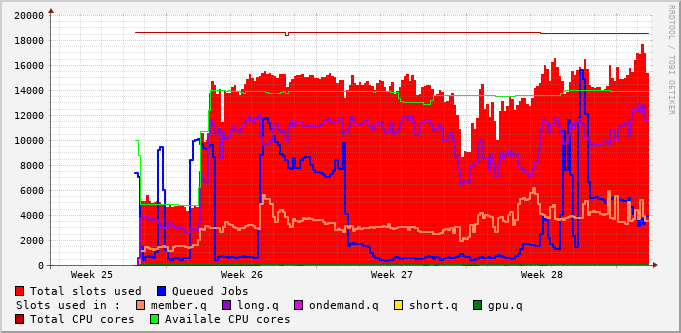 20000
18000
16000
14000
12000
10000
8000
6000
4000
2000
0
Week 25 Week 26 Week 27 Week 28
RRDTOOL / TOBI OETIKER
Total slots used Queued Jobs
Slots used in : member.q long.q ondemand.q short.q gpu.q
Total CPU cores Availale CPU cores